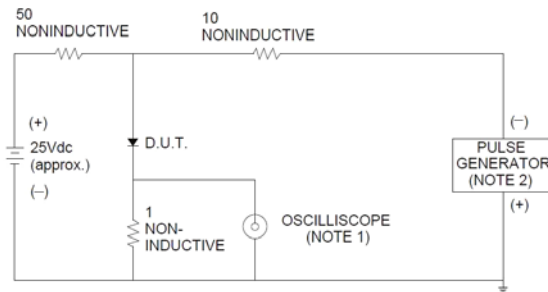 50
NONINDUCTIVE
10
NONINDUCTIVE
(+)
25Vdc
(approx.)
(–)
D.U.T.
1
NON-
INDUCTIVE
OSCILLISCOPE
(NOTE 1)
(–)
PULSE
GENERATOR
(NOTE 2)
(+)